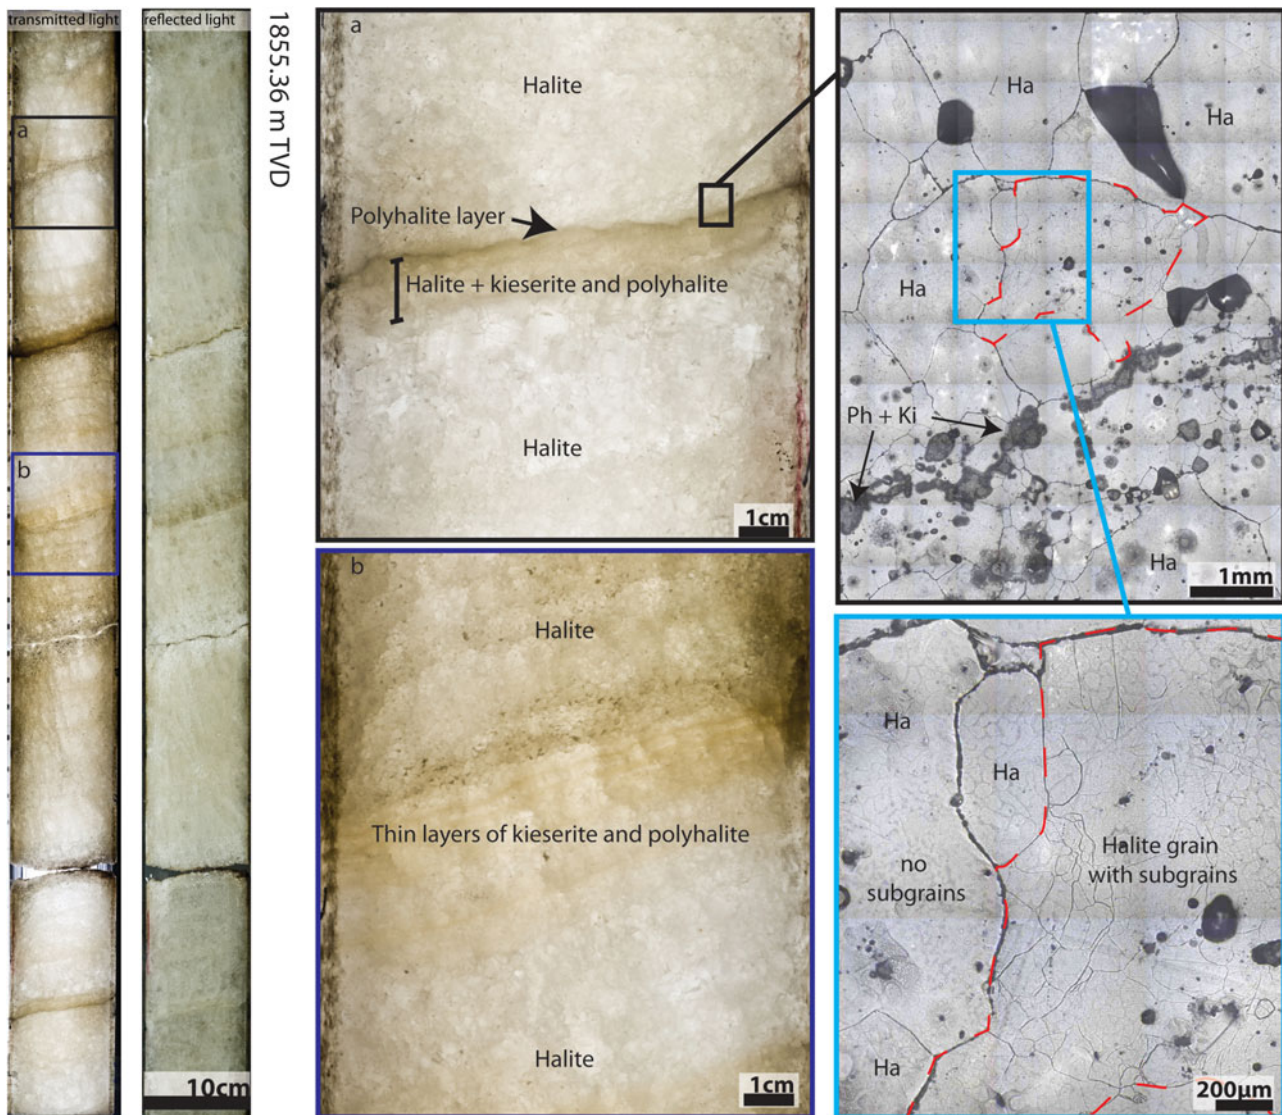 transmitted light
reflected light
1855.36 m TVD
a
b
10cm
a
Halite
Polyhalite layer
Halite + kieserite and polyhalite
Halite
1cm
b
Halite
Thin layers of kieserite and polyhalite
Halite
1cm
Ha
Ha
Ha
Ph + Ki
Ha
1mm
Ha
Ha
no
subgrains
Halite grain
with subgrains
Ha
200µm